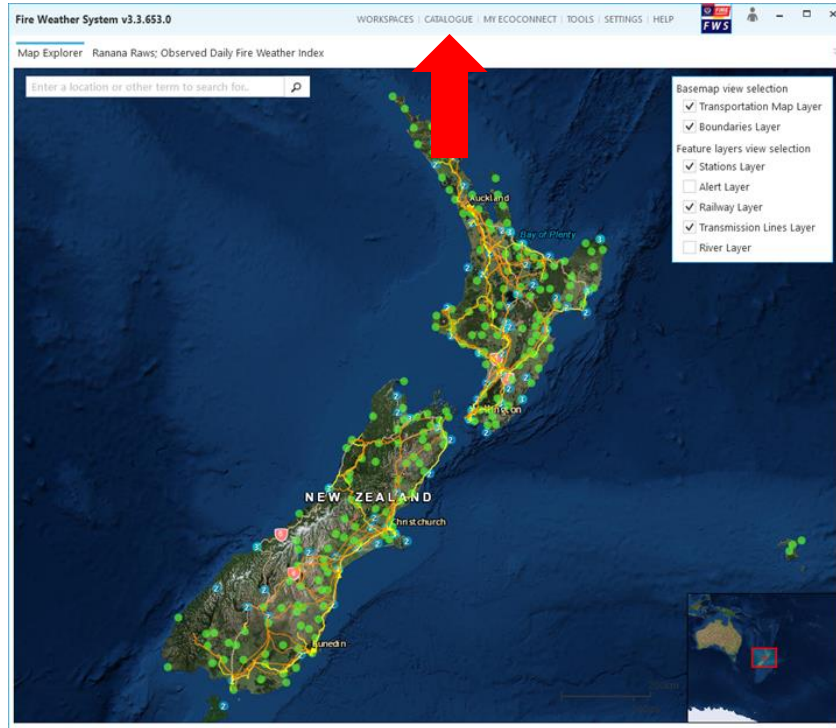 Fire Weather System v3.3.653.0
WORKSPACES | CATALOGUE | MY ECOCONNECT | TOOLS | SETTINGS | HELP
FIRE
FWS
Map Explorer Ranana Raws; Observed Daily Fire Weather Index
Enter a location or other term to search for..
Basemap view selection
Transportation Map Layer
Boundaries Layer
Feature layers view selection
Stations Layer
Alert Layer
Railway Layer
Transmission Lines Layer
River Layer
Auckland
Bay of Plenty
Wellington
NEW ZEALAND
Christchurch
Dunedin